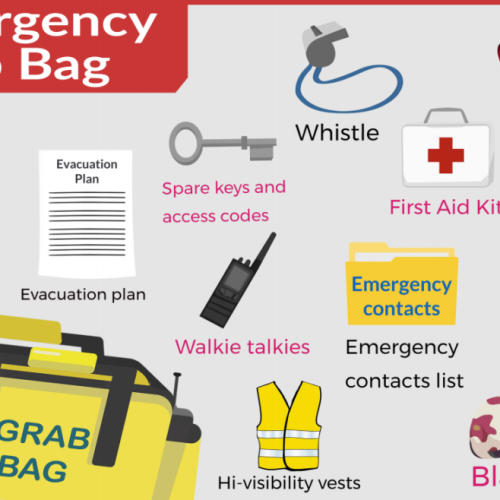 rgency
Bag
Whistle
Spare keys and
access codes
First Aid Kit
Evacuation
Plan
Evacuation plan
Walkie talkies
Emergency
contacts
Emergency
contacts list
GRAB
BAG
Hi-visibility vests
Bl